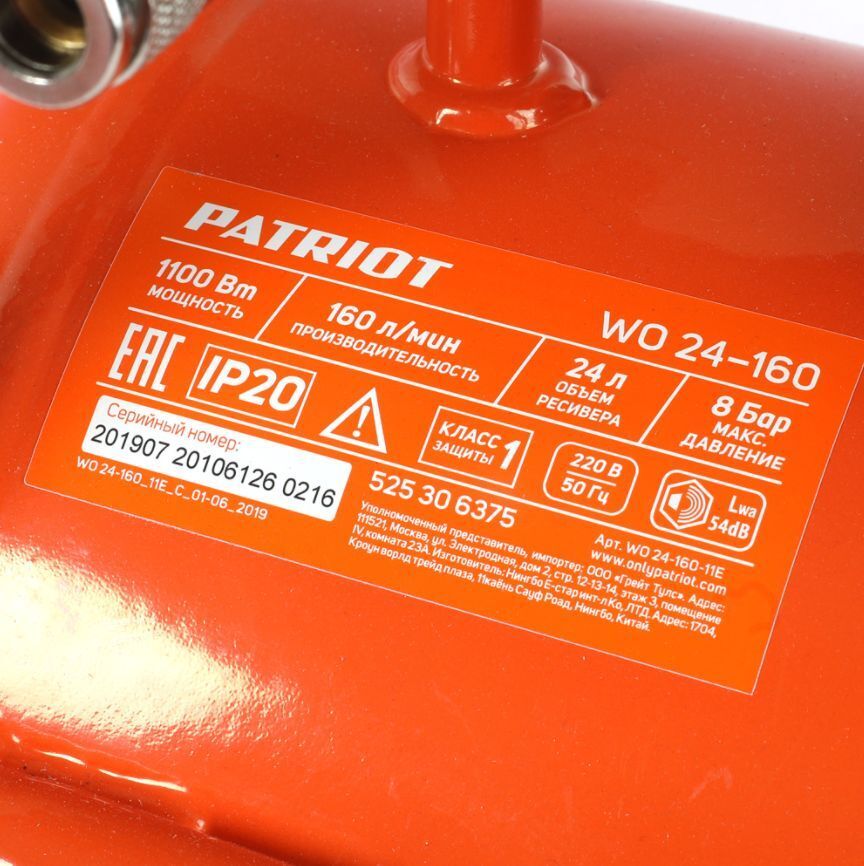 PATRIOT
WO 24-160
1100 Вт
МОЩНОСТЬ
160 л/мин
ПРОИЗВОДИТЕЛЬНОСТЬ
24 л
ОБЪЕМ
РЕСИВЕРА
8 Бар
МАКС.
ДАВЛЕНИЕ
EAC
IP20
КЛАСС
ЗАЩИТЫ
1
220 В
50 Гц
Lwa
54dB
Серийный номер:
201907 20106126 0216
WO 24-160_11E_C_01-06_2019
525 30 6375
Арт. WO 24-160-11E
www.onlypatriot.com
Уполномоченный представитель, импортер: ООО «Грейт Тулс». Адрес:
111521, Москва, ул. Электродная, дом 2, стр. 12-13-14, этаж 3, помещение
IV, комната 23А. Изготовитель: Нингбо Е-стар инт-л Ко, ЛТД, Адрес: 1704,
Кроун ворлд трейд плаза, 11каёнь Сауф Роад, Нингбо, Китай.